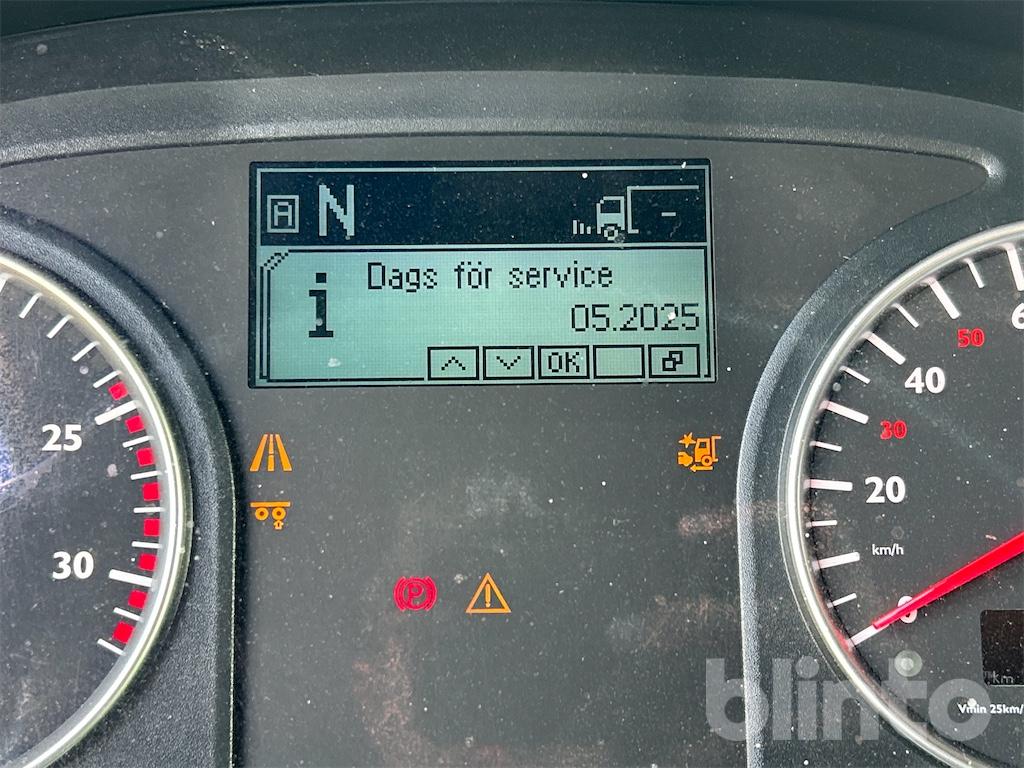 A N -
Dags för service
i 05.2025
OK
25
30
50
40
30
20
km/h
P
0
km
Vmin 25km/
blinto